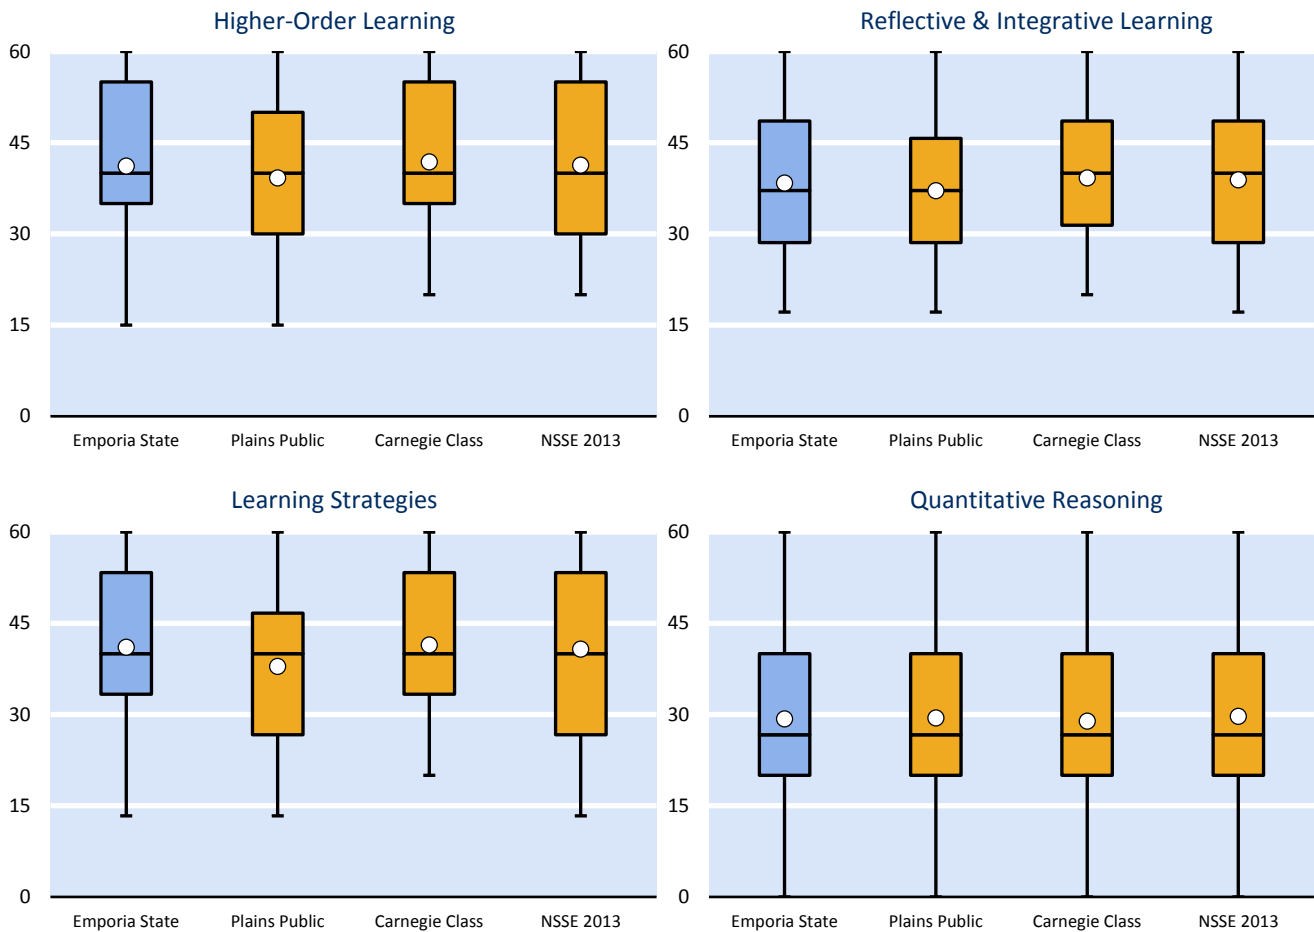 Higher-Order Learning
60
45
30
15
0
Emporia State Plains Public Carnegie Class NSSE 2013
Reflective & Integrative Learning
60
45
30
15
0
Emporia State Plains Public Carnegie Class NSSE 2013
Learning Strategies
60
45
30
15
0
Emporia State Plains Public Carnegie Class NSSE 2013
Quantitative Reasoning
60
45
30
15
0
Emporia State Plains Public Carnegie Class NSSE 2013